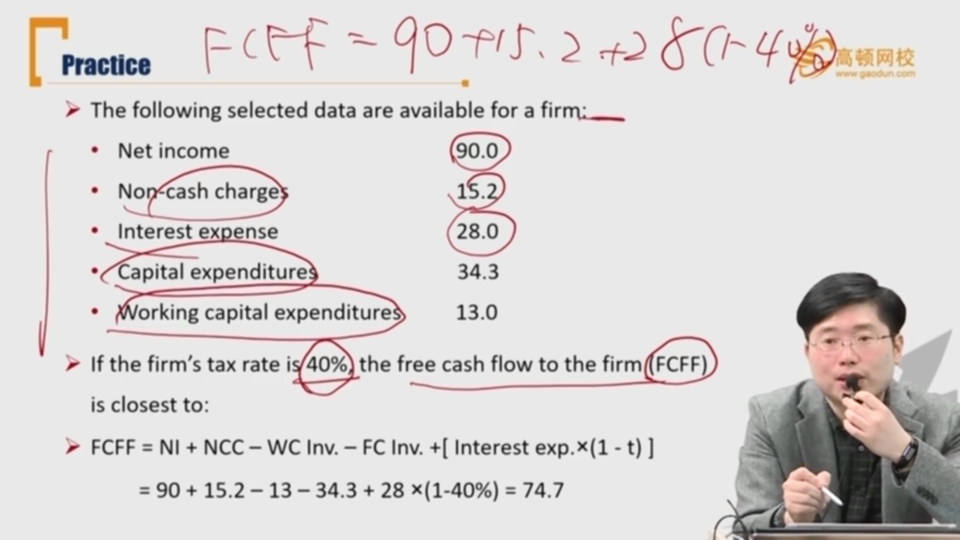 FCFF = 90+15.2+28(1-40%)
Practice
高顿网校
www.gaodun.com
➤ The following selected data are available for a firm:
• Net income 90.0
• Non-cash charges 15.2
• Interest expense 28.0
• Capital expenditures 34.3
• Working capital expenditures 13.0
➤ If the firm's tax rate is 40%, the free cash flow to the firm (FCFF)
is closest to:
➤ FCFF = NI + NCC – WC Inv. – FC Inv. +[ Interest exp.×(1 - t) ]
= 90 + 15.2 – 13 – 34.3 + 28 ×(1-40%) = 74.7